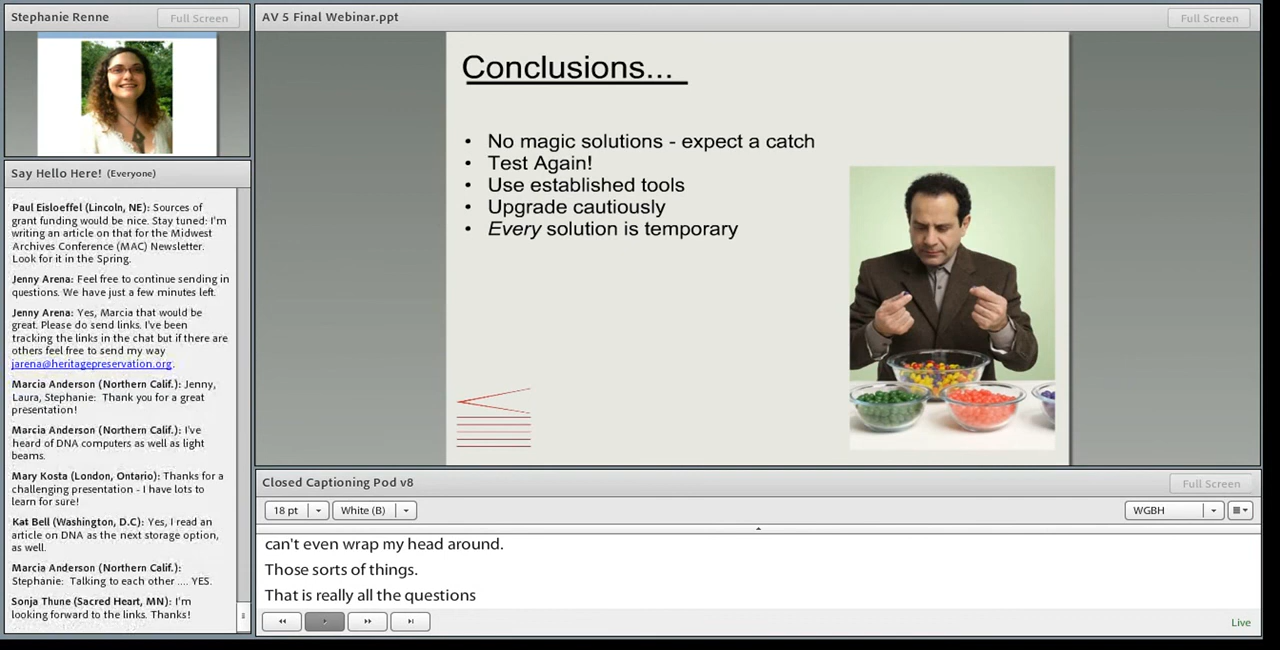 Stephanie Renne
Full Screen
Say Hello Here! (Everyone)
Paul Eisloeffel (Lincoln, NE): Sources of
grant funding would be nice. Stay tuned: I'm
writing an article on that for the Midwest
Archives Conference (MAC) Newsletter.
Look for it in the Spring.
Jenny Arena: Feel free to continue sending in
questions. We have just a few minutes left.
Jenny Arena: Yes, Marcia that would be
great. Please do send links. I've been
tracking the links in the chat but if there are
others feel free to send my way
jarena@heritagepreservation.org.
Marcia Anderson (Northern Calif.): Jenny,
Laura, Stephanie: Thank you for a great
presentation!
Marcia Anderson (Northern Calif.): I've
heard of DNA computers as well as light
beams.
Mary Kosta (London, Ontario): Thanks for a
challenging presentation - I have lots to
learn for sure!
Kat Bell (Washington, D.C): Yes, I read an
article on DNA as the next storage option,
as well.
Marcia Anderson (Northern Calif.):
Stephanie: Talking to each other .... YES.
Sonja Thune (Sacred Heart, MN): I'm
looking forward to the links. Thanks!
AV 5 Final Webinar.ppt
Full Screen
Conclusions...
• No magic solutions - expect a catch
• Test Again!
• Use established tools
• Upgrade cautiously
• Every solution is temporary
Closed Captioning Pod v8
Full Screen
18 pt
White (B)
WGBH
can't even wrap my head around.
Those sorts of things.
That is really all the questions
Live